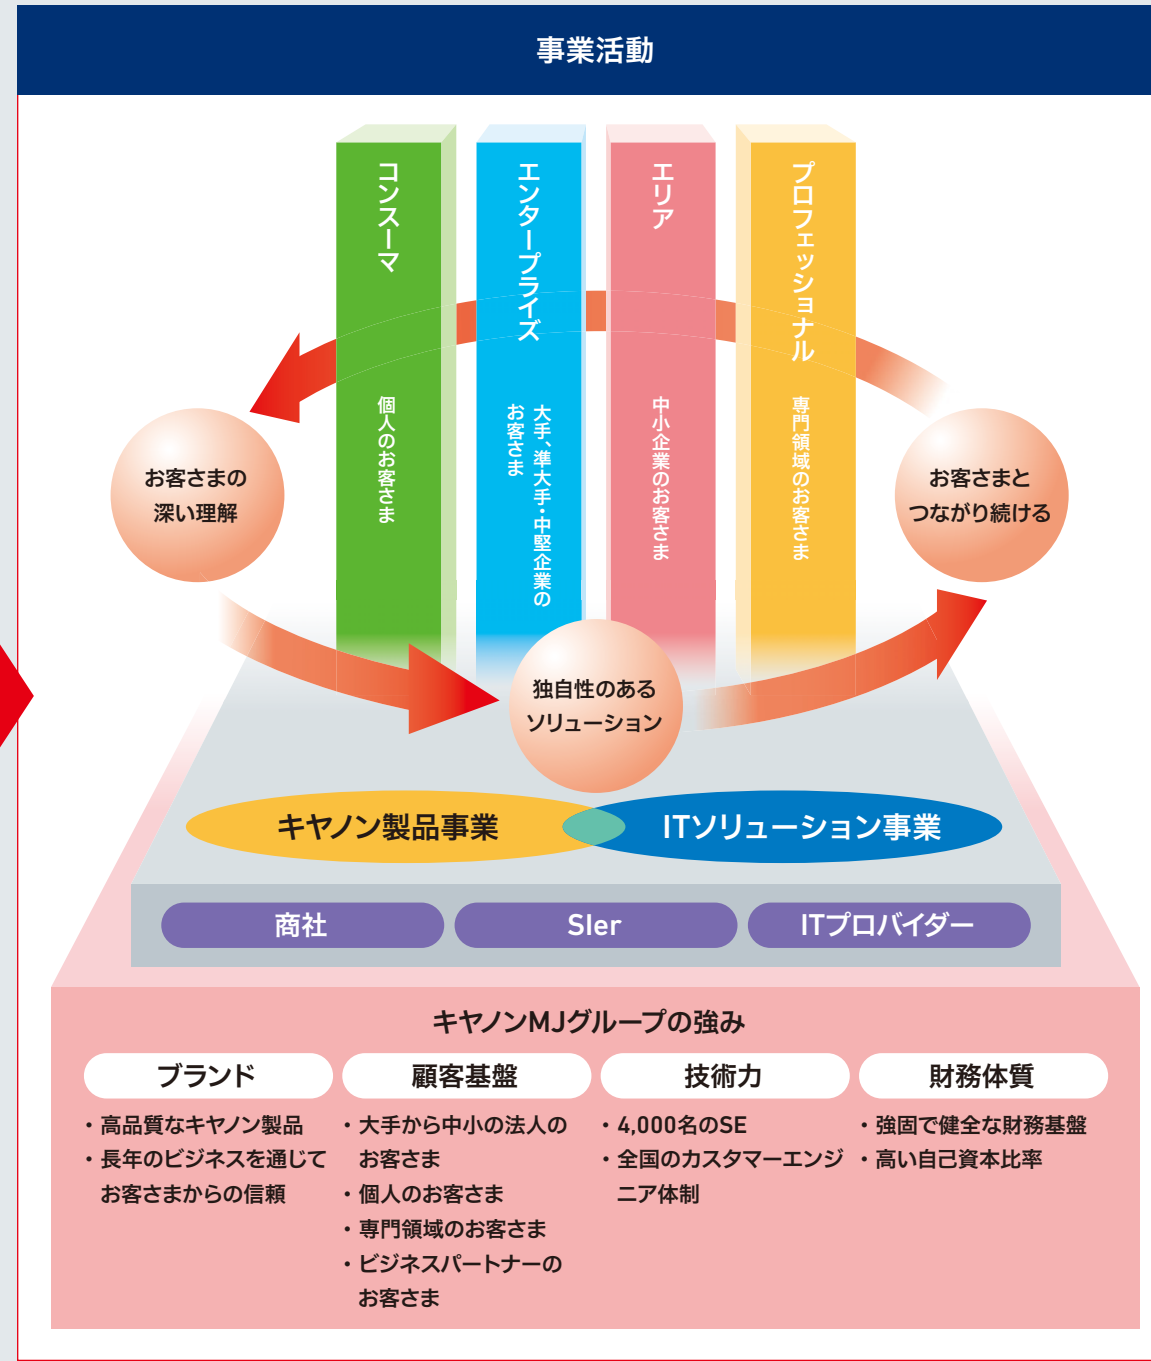 事業活動
コンスーマ
個人のお客さま
エンタープライズ
大手、準大手・中堅企業の
お客さま
エリア
中小企業のお客さま
プロフェッショナル
専門領域のお客さま
お客さまの
深い理解
お客さまと
つながり続ける
独自性のある
ソリューション
キヤノン製品事業
ITソリューション事業
商社
SIer
ITプロバイダー
キヤノンMJグループの強み
ブランド
・高品質なキヤノン製品
・長年のビジネスを通じて
お客さまからの信頼
顧客基盤
・大手から中小の法人の
お客さま
・個人のお客さま
・専門領域のお客さま
・ビジネスパートナーの
お客さま
技術力
・4,000名のSE
・全国のカスタマーエンジ
ニア体制
財務体質
・強固で健全な財務基盤
・高い自己資本比率